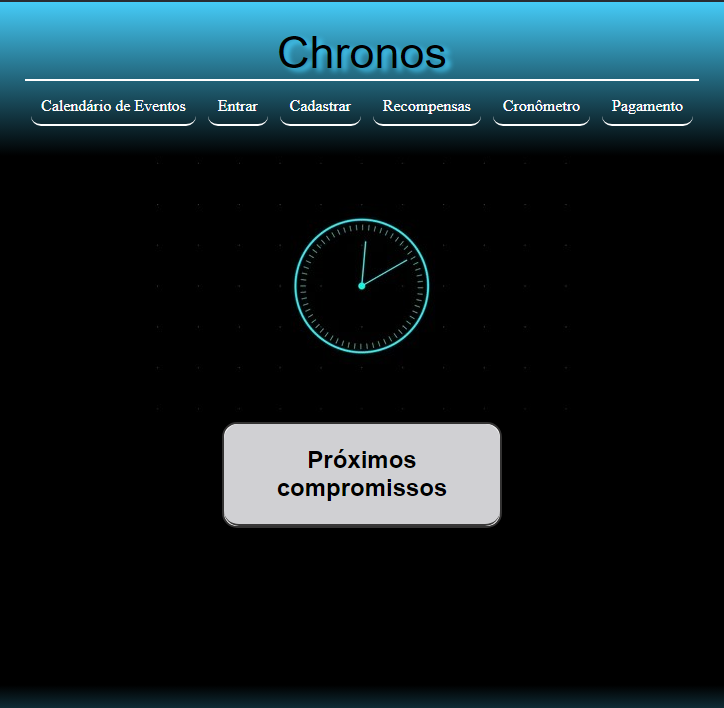 Chronos
Calendário de Eventos Entrar Cadastrar Recompensas Cronômetro Pagamento
Próximos
compromissos